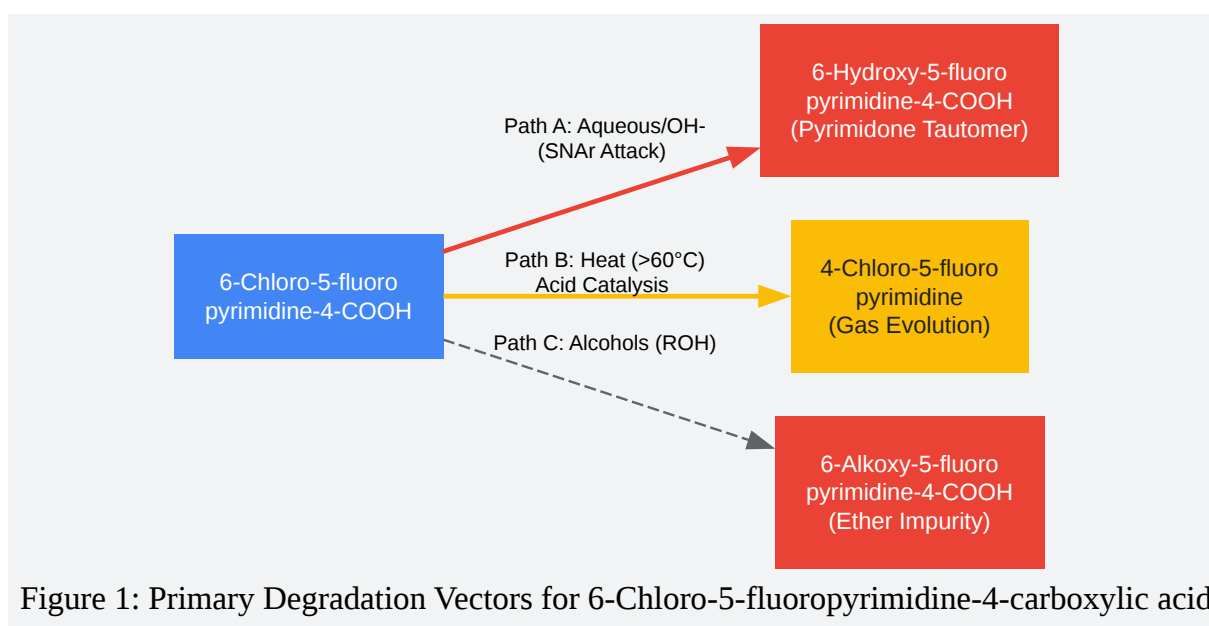 6-Chloro-5-fluoro
pyrimidine-4-COOH
Path A: Aqueous/OH-
(SNAr Attack)
6-Hydroxy-5-fluoro
pyrimidine-4-COOH
(Pyrimidone Tautomer)
Path B: Heat (>60°C)
Acid Catalysis
4-Chloro-5-fluoro
pyrimidine
(Gas Evolution)
Path C: Alcohols (ROH)
6-Alkoxy-5-fluoro
pyrimidine-4-COOH
(Ether Impurity)
Figure 1: Primary Degradation Vectors for 6-Chloro-5-fluoropyrimidine-4-carboxylic acid